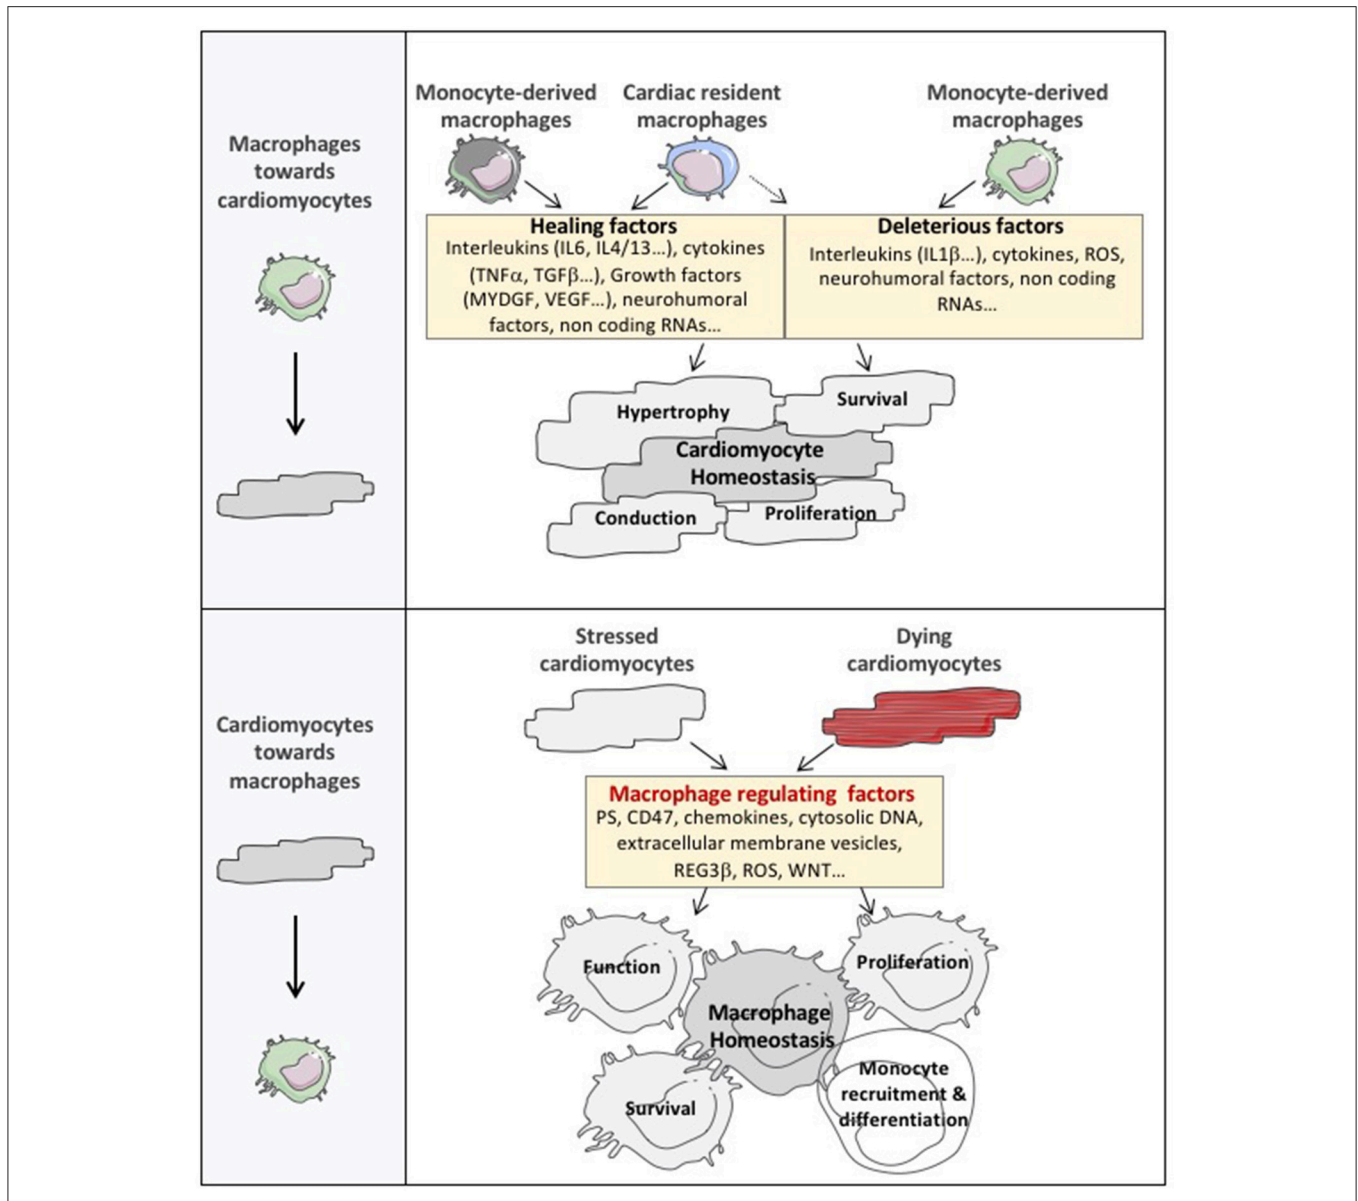 Macrophages
towards
cardiomyocytes
Monocyte-derived
macrophages
Cardiac resident
macrophages
Monocyte-derived
macrophages
Healing factors
Interleukins (IL6, IL4/13...), cytokines
(TNFα, TGFβ...), Growth factors
(MYDGF, VEGF...), neurohumoral
factors, non coding RNAs...
Deleterious factors
Interleukins (IL1β...), cytokines, ROS,
neurohumoral factors, non coding
RNAs...
Hypertrophy
Survival
Cardiomyocyte
Homeostasis
Conduction
Proliferation
Cardiomyocytes
towards
macrophages
Stressed
cardiomyocytes
Dying
cardiomyocytes
Macrophage regulating factors
PS, CD47, chemokines, cytosolic DNA,
extracellular membrane vesicles,
REG3β, ROS, WNT...
Function
Proliferation
Macrophage
Homeostasis
Survival
Monocyte
recruitment &
differentiation